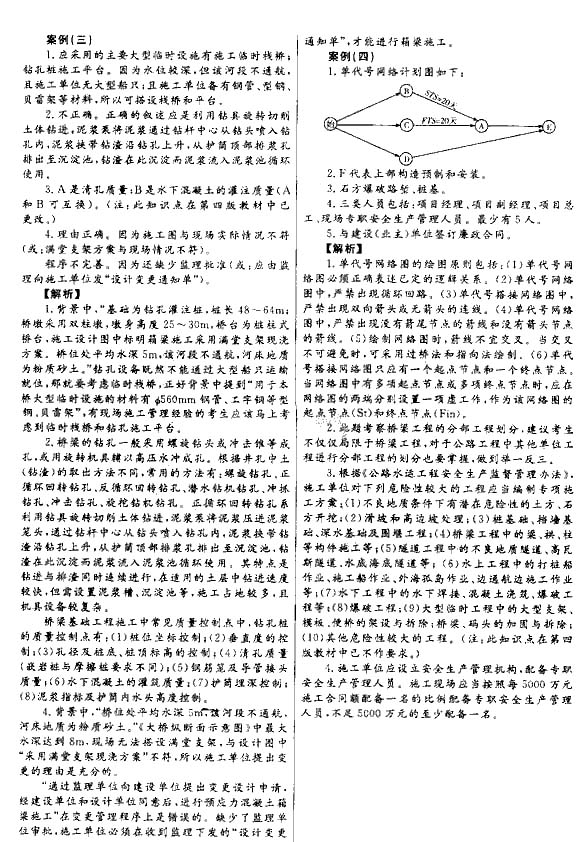 案例(三)
1.应采用的主要大型临时设施有施工临时栈桥;
钻孔桩施工平台。因为水位较深,但该河段不通航,
且施工单位无大型船只;且施工单位备有钢管、型钢、
贝雷架等材料,所以可搭设栈桥和平台。
2.不正确。正确的叙述应是利用钻具旋转切削
土体钻进,泥浆泵将泥浆通过钻杆中心从钻头喷入钻
孔内,泥浆挟带钻渣沿钻孔上升,从护筒顶部排浆孔
排出至沉淀池,钻渣在此沉淀而泥浆流入泥浆池循环
使用。
3.A是清孔质量;B是水下混凝土的灌注质量(A
和B可互换)。(注:此知识点在第四版教材中已
更改。)
4.理由正确。因为施工图与现场实际情况不符
(或:满堂支架方案与现场情况不符)。
程序不完善。因为还缺少监理审批(或:应由监
理向施工单位发“设计变更通知单”)。
【解析】
1.背景中,“基础为钻孔灌注桩,桩长48~64m;
桥墩采用双柱墩,墩身高度25~30m,桥台为桩柱式
桥台,施工设计图中标明箱梁施工采用满堂支架现浇
方案。桥位处平均水深5m,该河段不通航,河床地质
为粉质砂土。”钻孔设备既然不能通过大型船只运输
就位,那就要考虑临时栈桥,正好背景中提到“用于本
桥大型临时设施的材料有φ560mm钢管、工字钢等型
钢,贝雷架”,有现场施工管理经验的考生应该马上考
虑到临时栈桥和钻孔施工平台。
2.桥梁的钻孔一般采用螺旋钻头或冲击锥等成
孔,或用旋转机具辅以高压水冲成孔。根据井孔中土
(钻渣)的取出方法不同,常用的方法有:螺旋钻孔、正
循环回转钻孔、反循环回转钻孔、潜水钻机钻孔、冲抓
钻孔、冲击钻孔、旋挖钻机钻孔。正循环回转钻孔系
利用钻具旋转切削土体钻进,泥浆泵将泥浆压进泥浆
笼头,通过钻杆中心从钻头喷入钻孔内,泥浆挟带钻
渣沿钻孔上升,从护筒顶部排浆孔排出至沉淀池,钻
渣在此沉淀而泥浆流入泥浆池循环使用。其特点是
钻进与排渣同时连续进行,在适用的土层中钻进速度
较快,但需设置泥浆槽、沉淀池等,施工占地较多,且
机具设备较复杂。
桥梁基础工程施工中常见质量控制点中,钻孔桩
的质量控制点有:(1)桩位坐标控制;(2)垂直度的控
制;(3)孔径及桩底、桩顶标高的控制;(4)清孔质量
(嵌岩桩与摩擦桩要求不同);(5)钢筋笼及导管接头
质量;(6)水下混凝土的灌筑质量;(7)护筒埋深控制;
(8)泥浆指标及护筒内水头高度控制。
4.背景中,“桥位处平均水深5m,该河段不通航,
河床地质为粉质砂土。”《大桥纵断面示意图》中最大
水深达到8m,现场无法搭设满堂支架,与设计图中
“采用满堂支架现浇方案”不符,所以施工单位提出变
更的理由是充分的。
“通过监理单位向建设单位提出变更设计申请,
经建设单位和设计单位同意后,进行预应力混凝土箱
梁施工”在变更管理程序上是错误的。缺少了监理单
位审批,施工单位必须在收到监理下发的“设计变更
通知单”,才能进行箱梁施工。
案例(四)
1.单代号网络计划图如下:
B
STS=20天
始
C
FTS=20天
A
E
D
2.F代表上部构造预制和安装。
3.石方爆破路堑、桩基。
4.三类人员包括:项目经理、项目副经理、项目总
工、现场专职安全生产管理人员。最少有5人。
5.与建设(业主)单位签订廉政合同。
【解析】
1.单代号网络图的绘图原则包括:(1)单代号网
络图必须正确表述已定的逻辑关系。(2)单代号网络
图中,严禁出现循环回路。(3)单代号搭接网络图中,
严禁出现双向箭头或无箭头的连线。(4)单代号网络
图中,严禁出现没有箭尾节点的箭线和没有箭头节点
的箭线。(5)绘制网络图时,箭线不宜交叉。当交叉
不可避免时,可采用过桥法和指向法绘制。(6)单代
号搭接网络图只应有一个起点节点和一个终点节点。
当网络图中有多项起点节点或多项终点节点时,应在
网络图的两端分别设置一项虚工作,作为该网络图的
起点节点(St)和终点节点(Fin)。
2.此题考察桥梁工程的分部工程划分,建议考生
不仅仅局限于桥梁工程,对于公路工程中其他单位工
程进行分部工程的划分也要掌握,做到举一反三。
3.根据《公路水运工程安全生产监督管理办法》,
施工单位对下列危险性较大的工程应当编制专项施
工方案:(1)不良地质条件下有潜在危险性的土方、石
方开挖;(2)滑坡和高边坡处理;(3)桩基础、挡墙基
础、深水基础及围堰工程;(4)桥梁工程中的梁、拱、柱
等构件施工等;(5)隧道工程中的不良地质隧道、高瓦
斯隧道、水底海底隧道等;(6)水上工程中的打桩船
作业、施工船作业、外海孤岛作业、边通航边施工作业
等;(7)水下工程中的水下焊接、混凝土浇筑、爆破工
程等;(8)爆破工程;(9)大型临时工程中的大型支架、
模板、便桥的架设与拆除;桥梁、码头的加固与拆除;
(10)其他危险性较大的工程。(注:此知识点在第四
版教材中已不作要求。)
4.施工单位应设立安全生产管理机构,配备专职
安全生产管理人员。施工现场应当按照每5000万元
施工合同额配备一名的比例配备专职安全生产管理
人员,不足5000万元的至少配备一名。